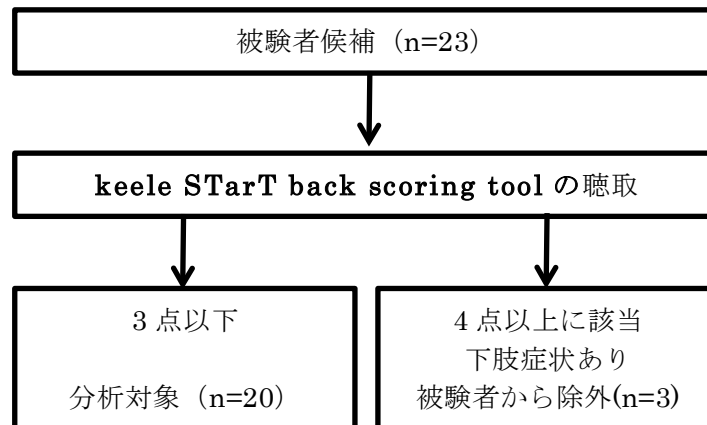 被験者候補（n=23）
keele STarT back scoring tool の聴取
3 点以下
分析対象（n=20）
4 点以上に該当
下肢症状あり
被験者から除外(n=3)